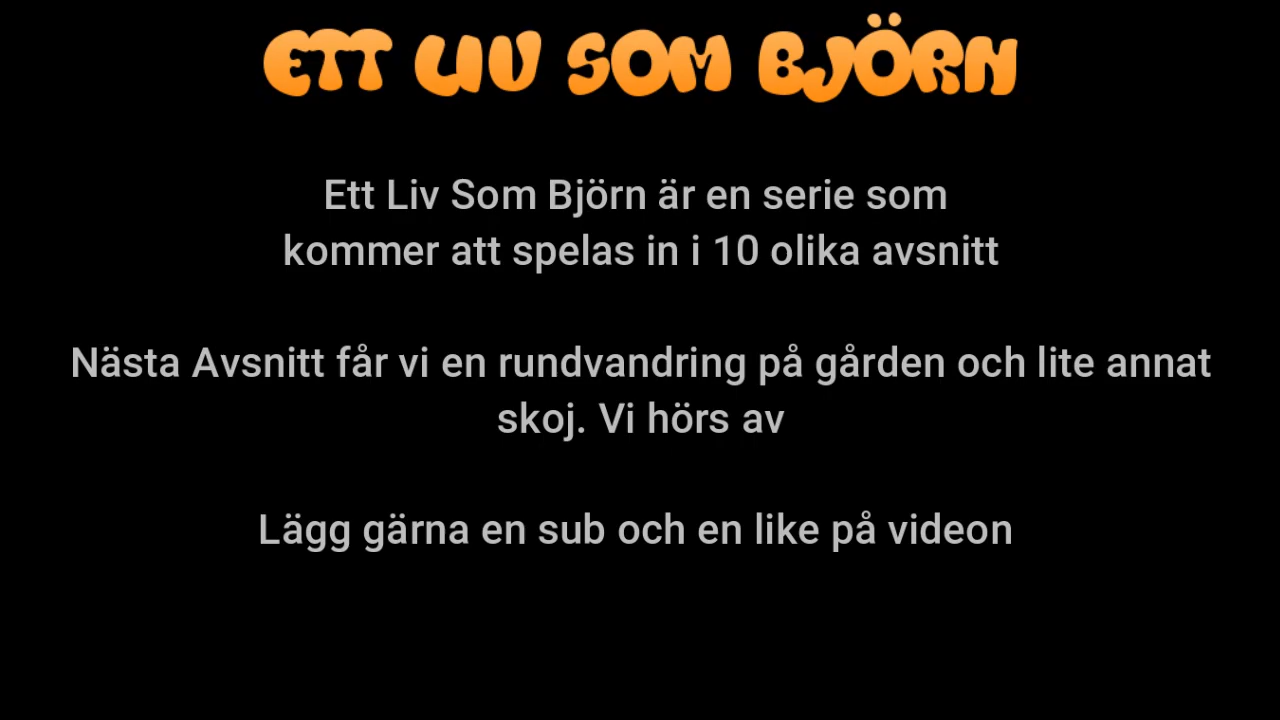 ETT LIV SOM BJÖRN
Ett Liv Som Björn är en serie som
kommer att spelas in i 10 olika avsnitt
Nästa Avsnitt får vi en rundvandring på gården och lite annat
skoj. Vi hörs av
Lägg gärna en sub och en like på videon